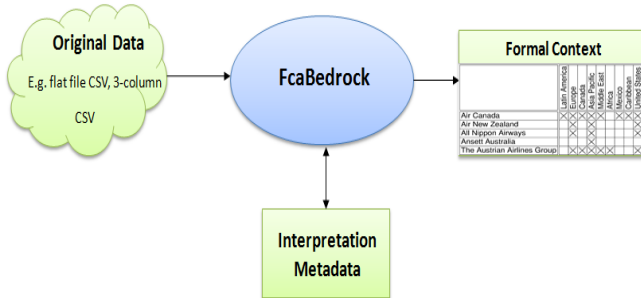 Original Data
E.g. flat file CSV, 3-column
CSV
FcaBedrock
Formal Context
Latin America
Europe
Canada
Asia Pacific
Middle East
Africa
Mexico
Caribbean
United States
Air Canada
Air New Zealand
All Nippon Airways
Ansett Australia
The Austrian Airlines Group
Interpretation
Metadata